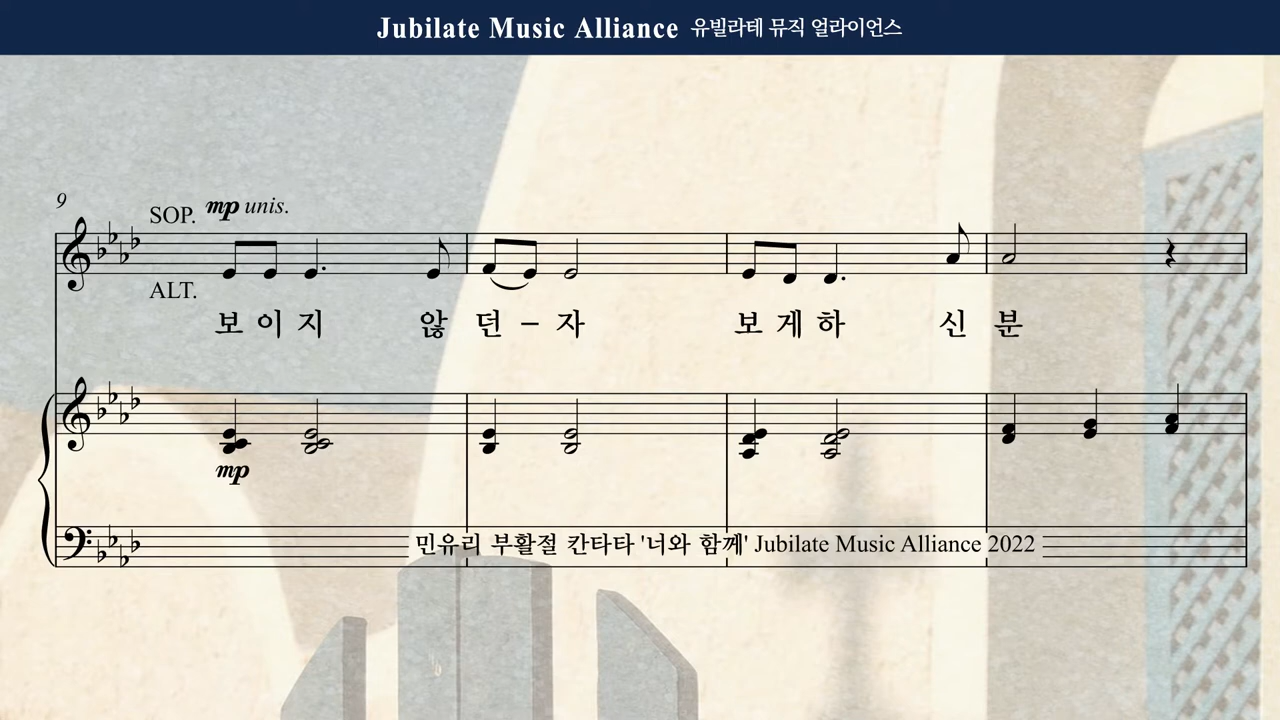 Jubilate Music Alliance 유빌라테 뮤직 얼라이언스
9
SOP. mp unis.
ALT.
보 이 지 않 던 – 자 보 게 하 신 분
mp
민유리 부활절 칸타타 '너와 함께' Jubilate Music Alliance 2022